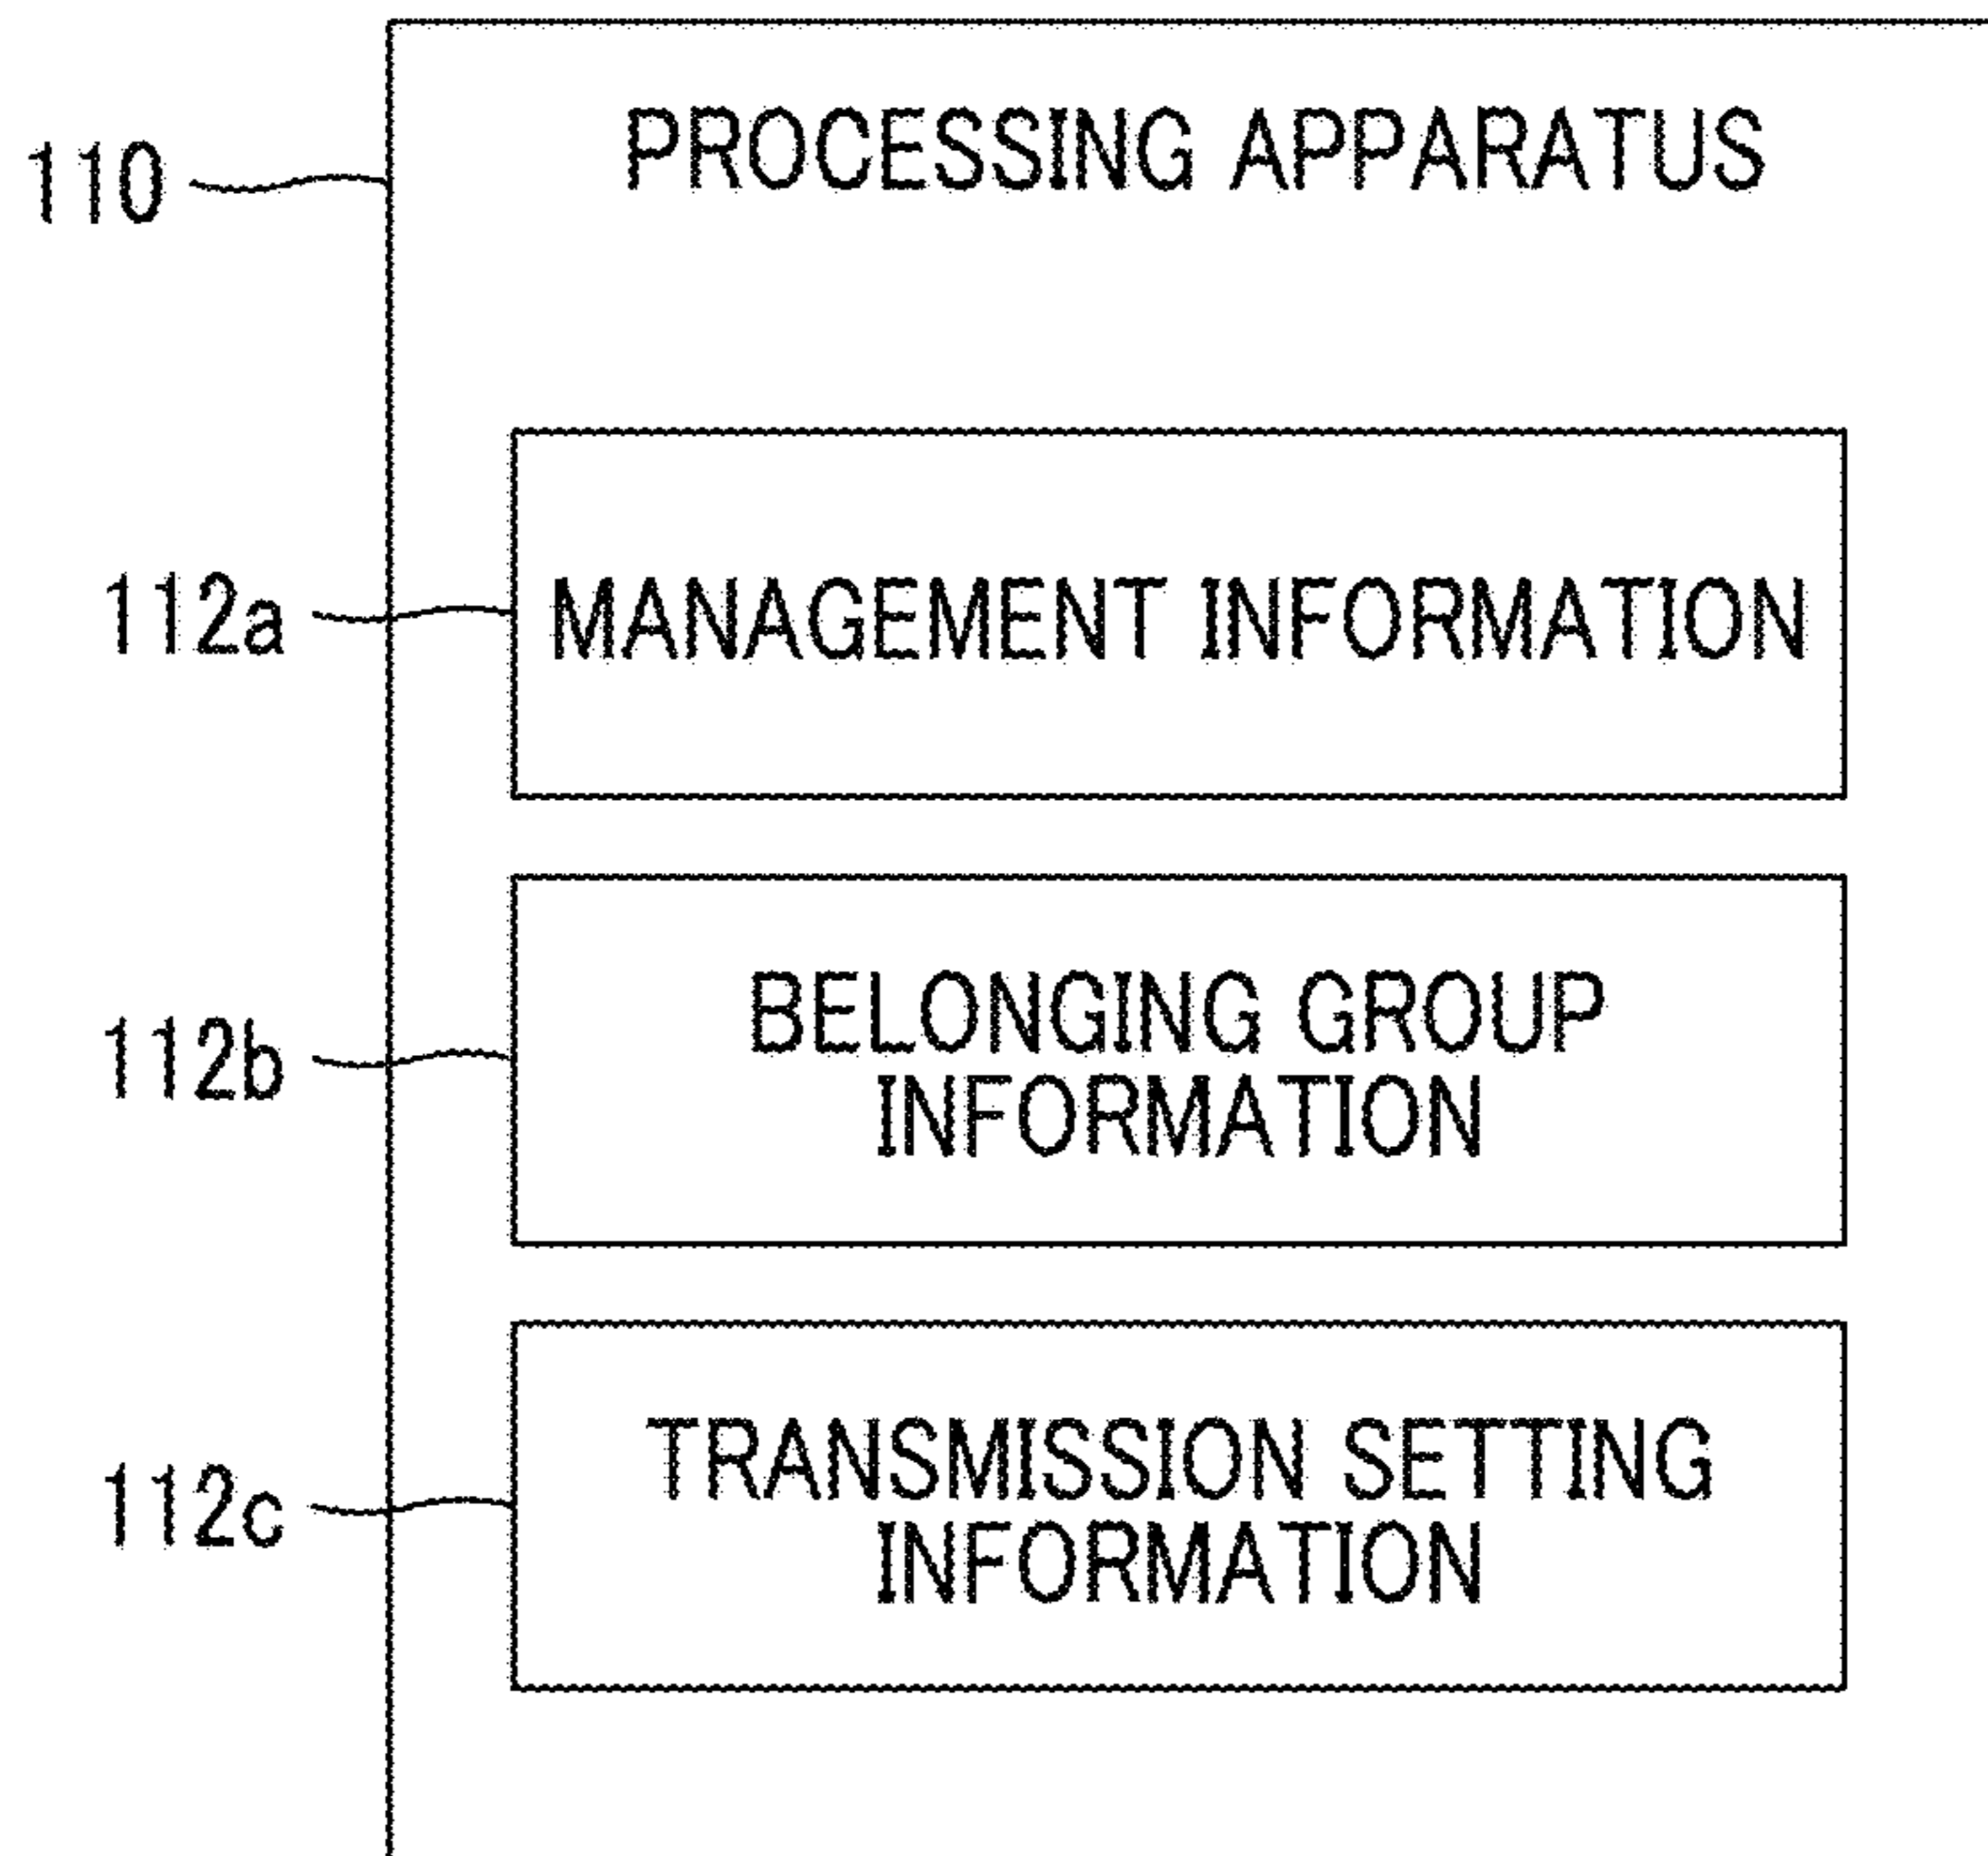 110
PROCESSING APPARATUS
112a
MANAGEMENT INFORMATION
112b
BELONGING GROUP
INFORMATION
112c
TRANSMISSION SETTING
INFORMATION